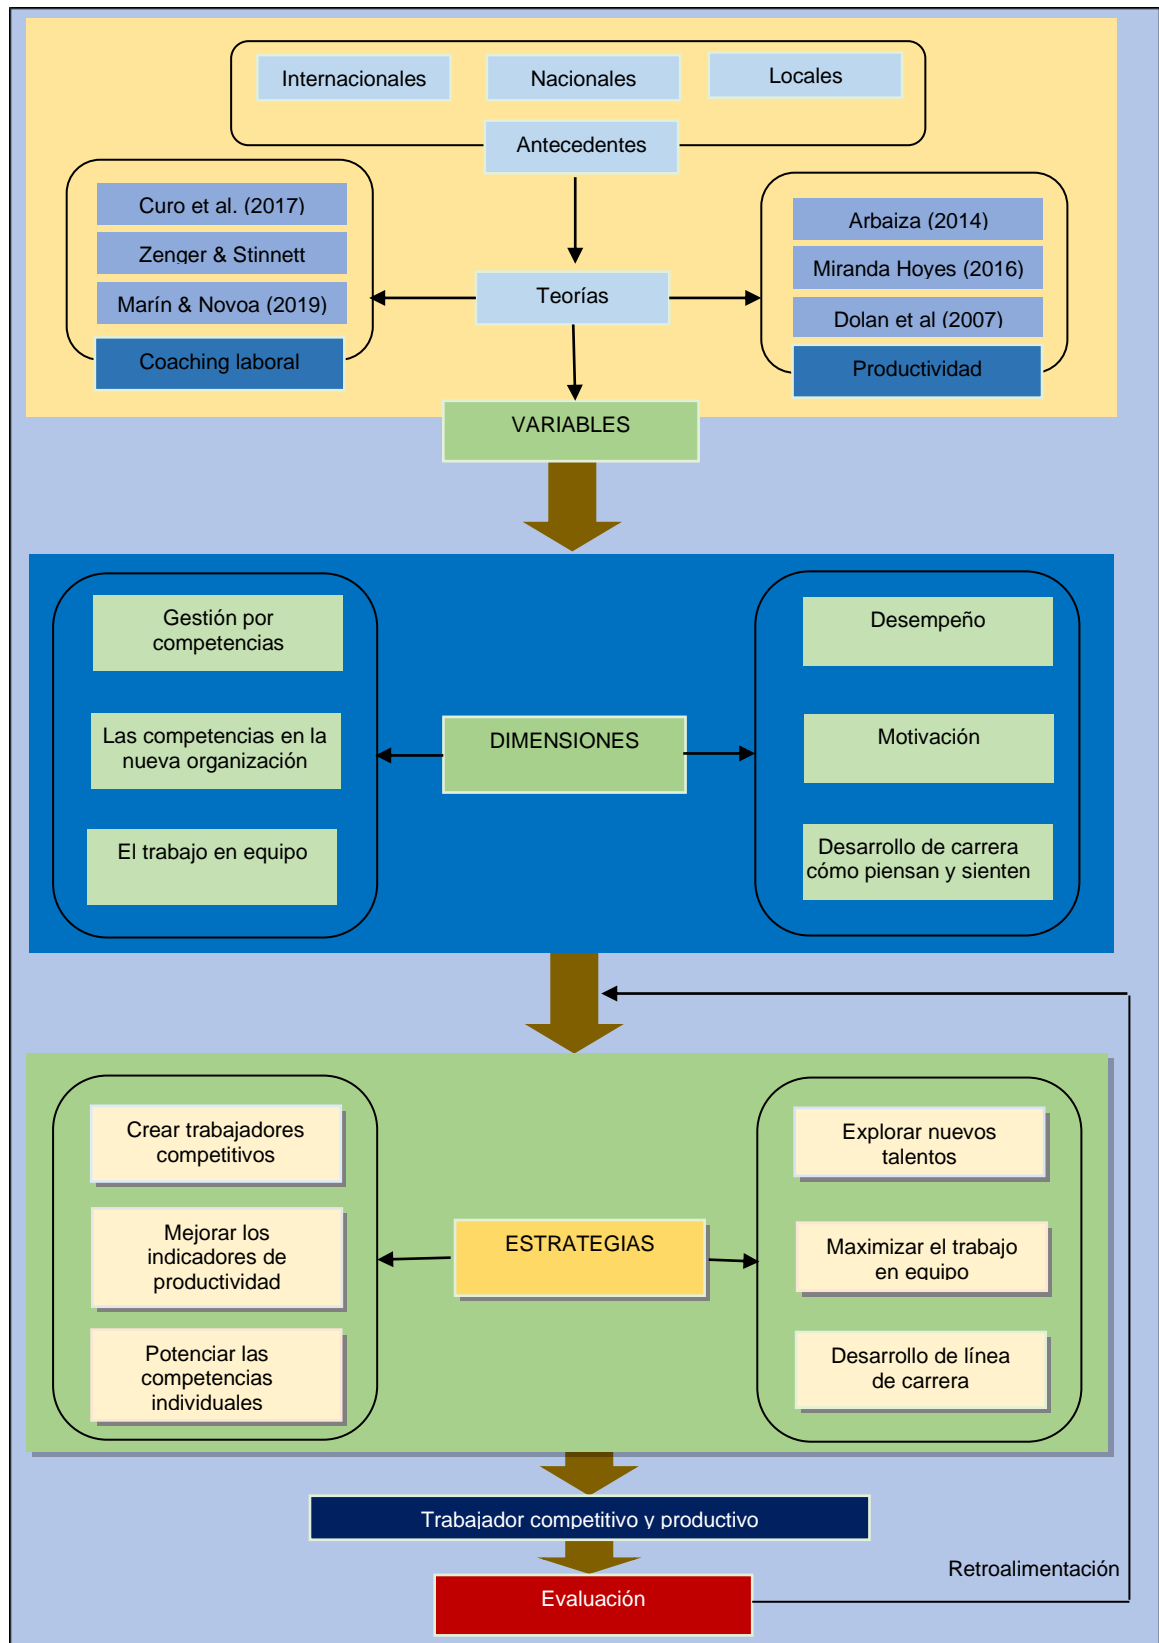 Internacionales
Nacionales
Locales
Antecedentes
Curo et al. (2017)
Zenger & Stinnett
Marín & Novoa (2019)
Coaching laboral
Teorías
Arbaiza (2014)
Miranda Hoyes (2016)
Dolan et al (2007)
Productividad
VARIABLES
Gestión por
competencias
Las competencias en la
nueva organización
El trabajo en equipo
DIMENSIONES
Desempeño
Motivación
Desarrollo de carrera
cómo piensan y sienten
Crear trabajadores
competitivos
Mejorar los
indicadores de
productividad
Potenciar las
competencias
individuales
ESTRATEGIAS
Explorar nuevos
talentos
Maximizar el trabajo
en equipo
Desarrollo de línea
de carrera
Trabajador competitivo y productivo
Retroalimentación
Evaluación